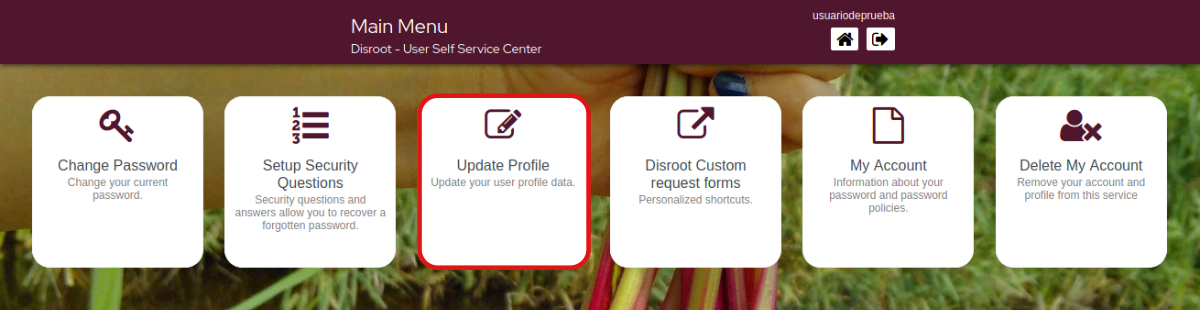 Main Menu
Disroot - User Self Service Center
usuariodeprueba
Change Password
Change your current
password.
Setup Security
Questions
Security questions and
answers allow you to recover a
forgotten password.
Update Profile
Update your user profile data.
Disroot Custom
request forms
Personalized shortcuts.
My Account
Information about your
password and password
policies.
Delete My Account
Remove your account and
profile from this service